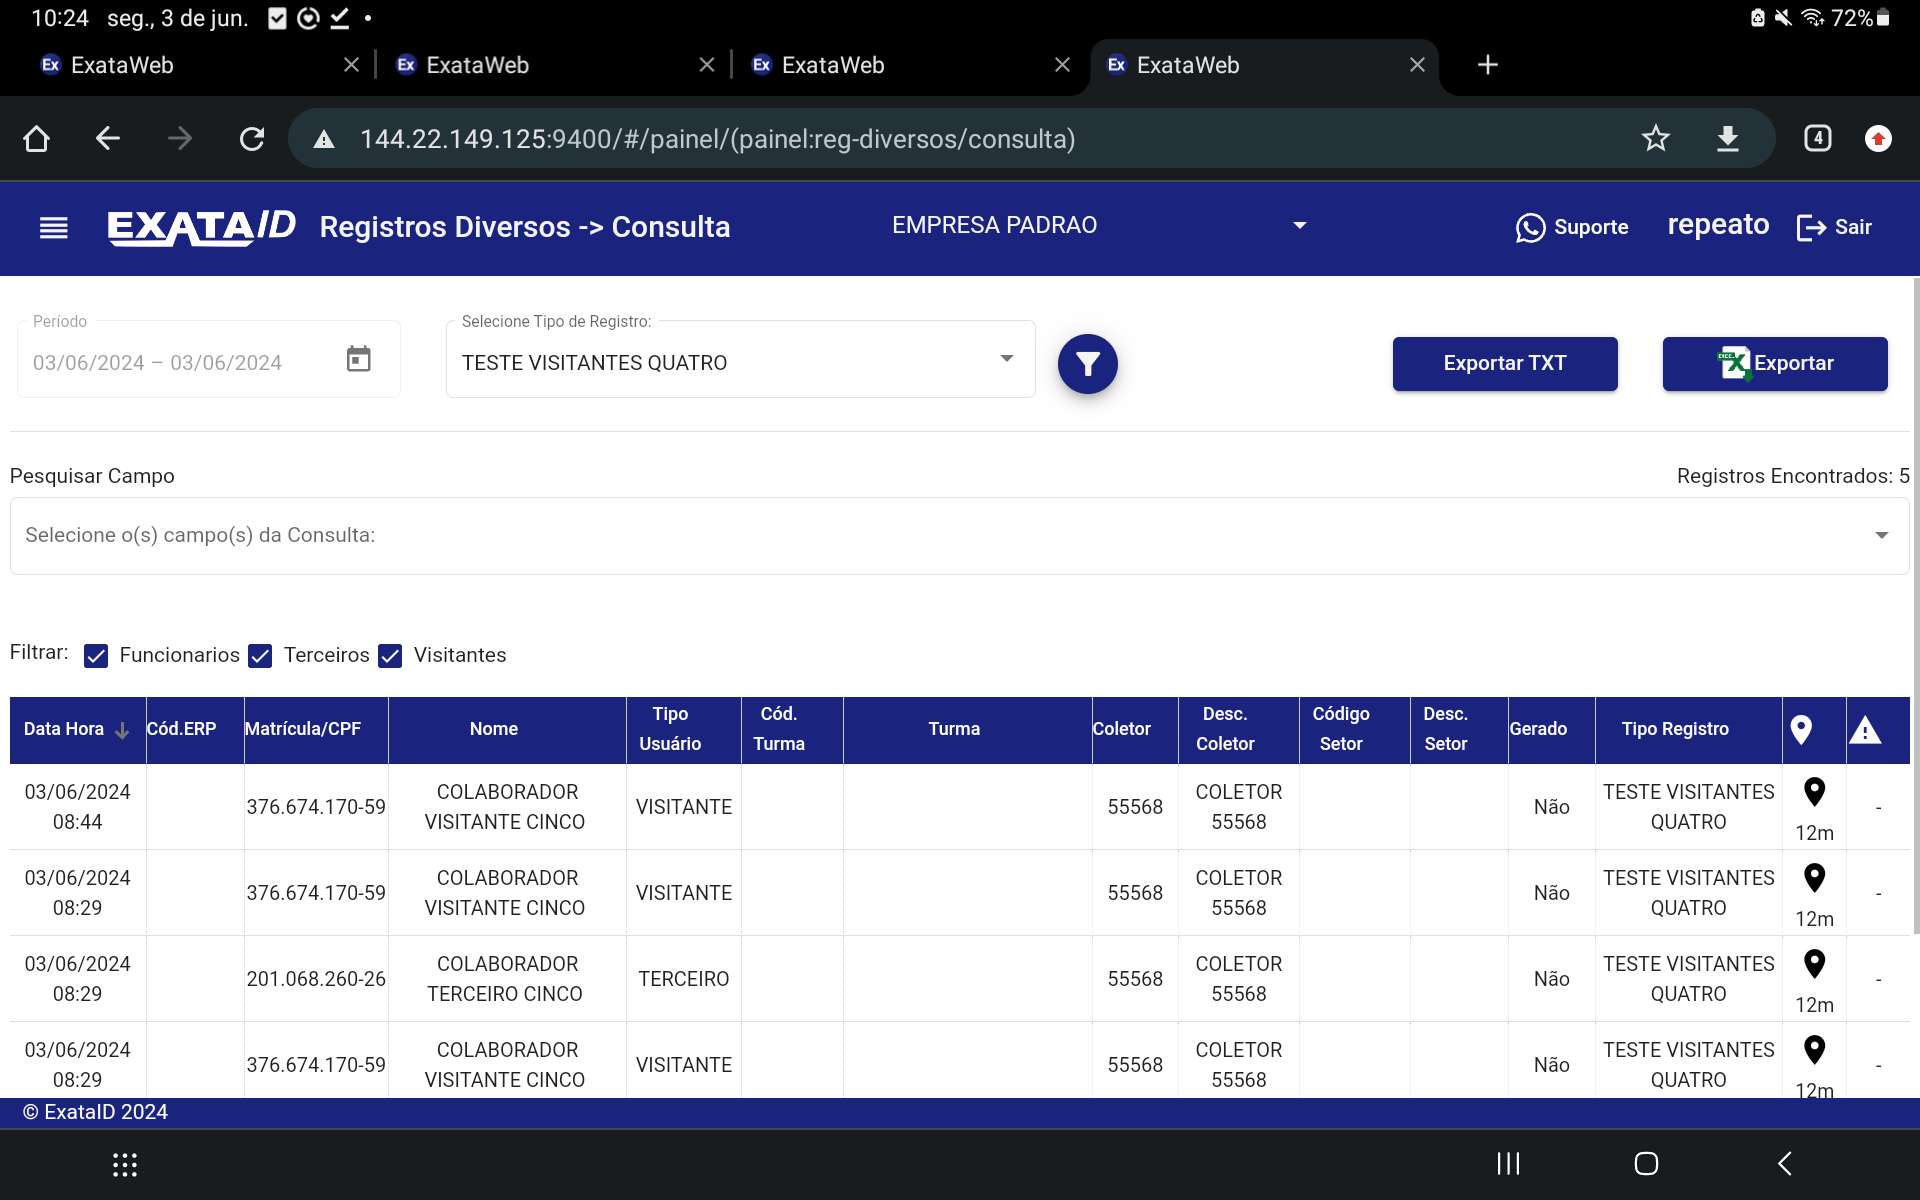 10:24 seg., 3 de jun.
72%
Ex ExataWeb
Ex ExataWeb
Ex ExataWeb
Ex ExataWeb
144.22.149.125:9400/#/painel/(painel:reg-diversos/consulta)
4
EXATA/ID Registros Diversos -> Consulta
EMPRESA PADRAO
Suporte
repeato
Sair
Período
03/06/2024 – 03/06/2024
Selecione Tipo de Registro:
TESTE VISITANTES QUATRO
Exportar TXT
Exportar
Pesquisar Campo
Registros Encontrados: 5
Selecione o(s) campo(s) da Consulta:
Filtrar: Funcionarios Terceiros Visitantes
Data Hora Cód.ERP Matrícula/CPF Nome Tipo Usuário Cód. Turma Turma Coletor Desc. Coletor Código Setor Desc. Setor Gerado Tipo Registro
03/06/2024 08:44 376.674.170-59 COLABORADOR VISITANTE CINCO VISITANTE 55568 COLETOR 55568 Não TESTE VISITANTES QUATRO 12m -
03/06/2024 08:29 376.674.170-59 COLABORADOR VISITANTE CINCO VISITANTE 55568 COLETOR 55568 Não TESTE VISITANTES QUATRO 12m -
03/06/2024 08:29 201.068.260-26 COLABORADOR TERCEIRO CINCO TERCEIRO 55568 COLETOR 55568 Não TESTE VISITANTES QUATRO 12m -
03/06/2024 08:29 376.674.170-59 COLABORADOR VISITANTE CINCO VISITANTE 55568 COLETOR 55568 Não TESTE VISITANTES QUATRO 12m -
© ExataID 2024